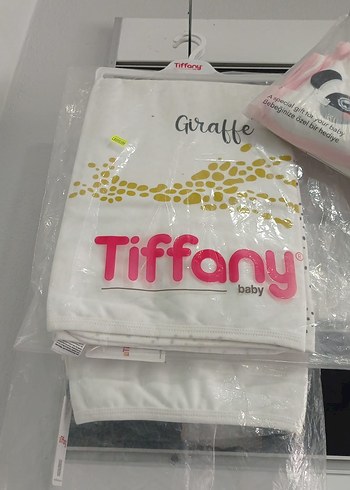 Tiffany
Giraffe
A special gift for your baby
Bebeğinize özel bir hediye
Tiffany®
baby